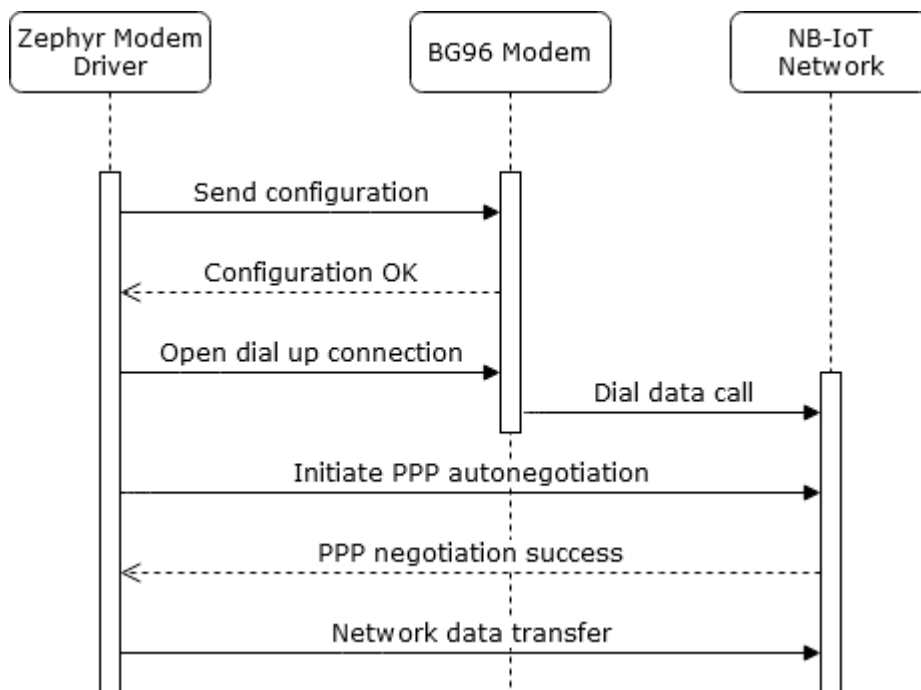 Zephyr Modem
Driver
BG96 Modem
NB-IoT
Network
Send configuration
Configuration OK
Open dial up connection
Dial data call
Initiate PPP autonegotiation
PPP negotiation success
Network data transfer